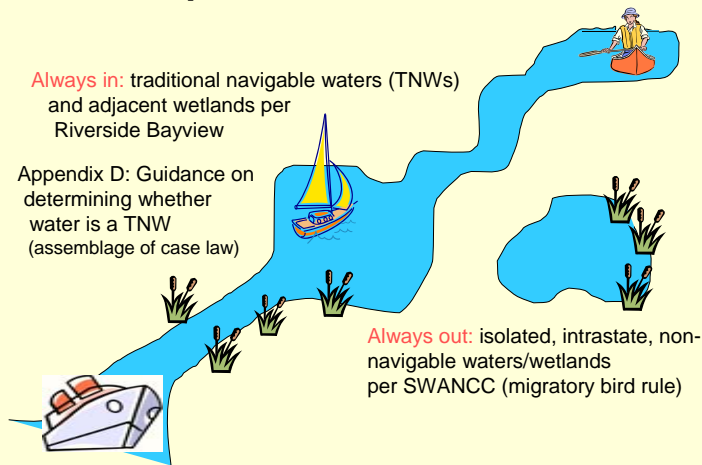 Always in: traditional navigable waters (TNWs)
and adjacent wetlands per
Riverside Bayview
Appendix D: Guidance on
determining whether
water is a TNW
(assemblage of case law)
Always out: isolated, intrastate, non-
navigable waters/wetlands
per SWANCC (migratory bird rule)